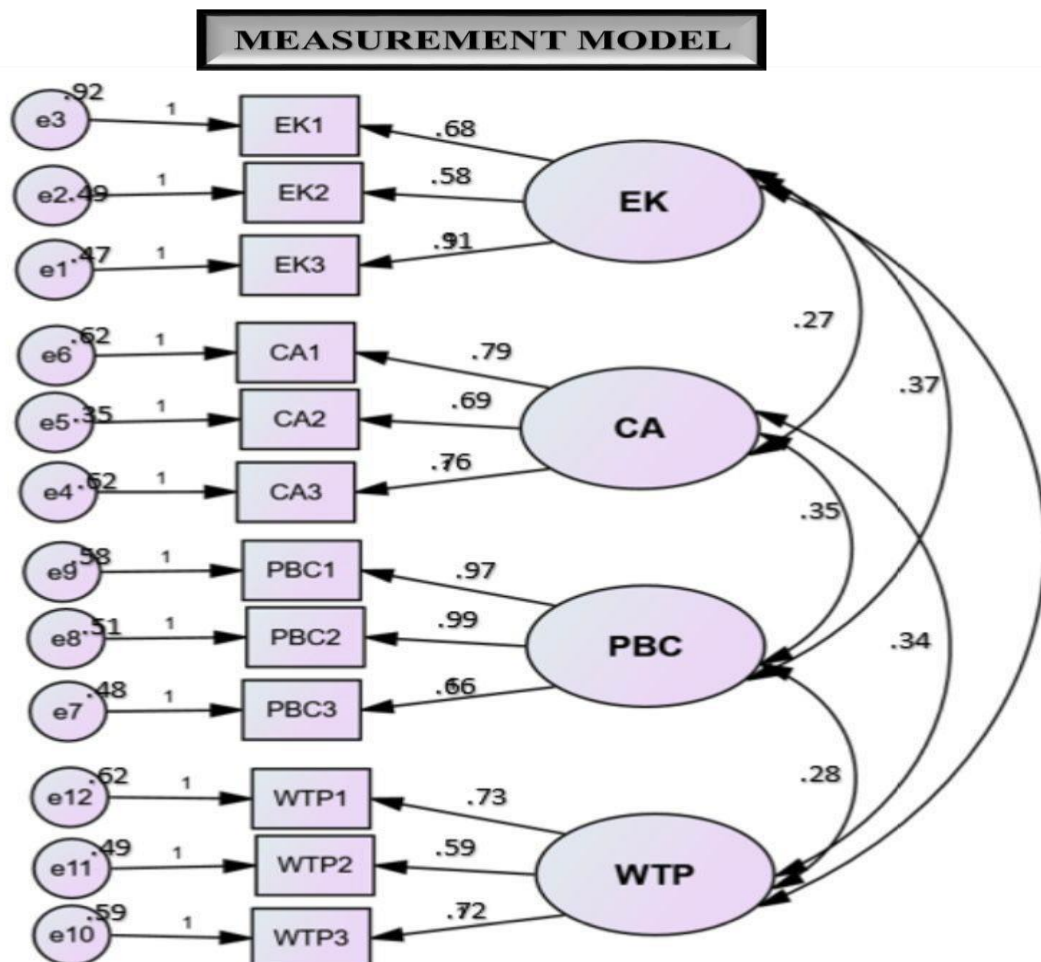 MEASUREMENT MODEL
.92
e3 1 EK1 .68
e2 .49 1 EK2 .58 EK
e1 .47 1 EK3 .91
.27
.62
e6 1 CA1 .79
.37
e5 .35 1 CA2 .69 CA
e4 .62 1 CA3 .76
.35
e9 .58 1 PBC1 .97
e8 .51 1 PBC2 .99 PBC
.34
e7 .48 1 PBC3 .66
.28
e12 .62 1 WTP1 .73
e11 .49 1 WTP2 .59 WTP
e10 .59 1 WTP3 .72